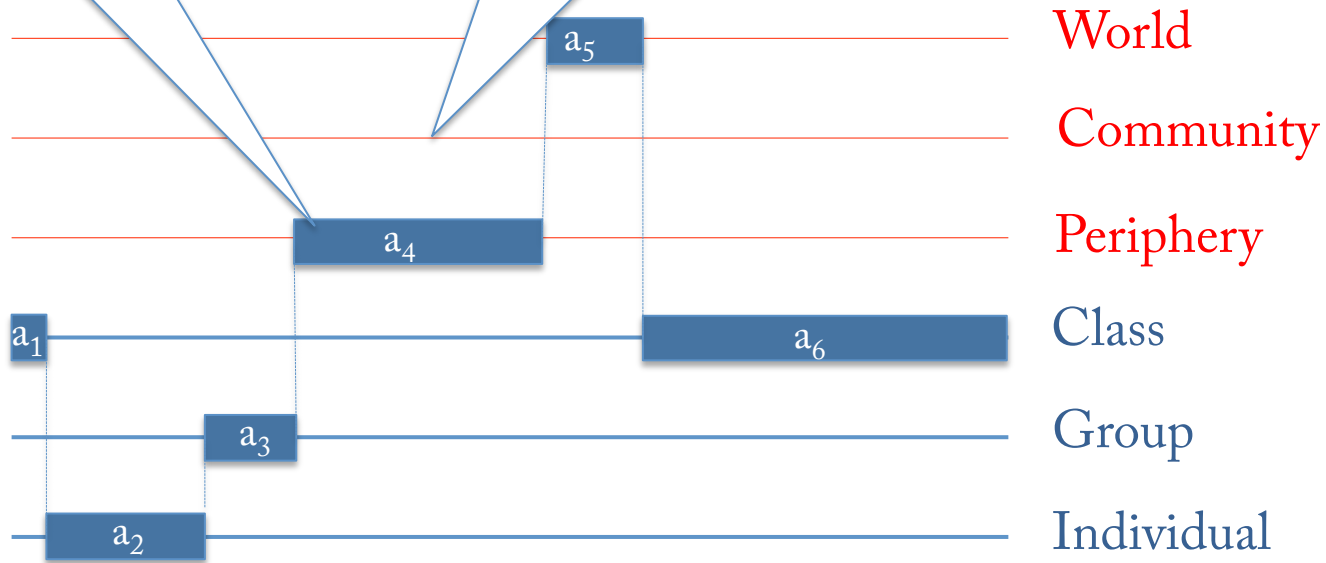 a5 World
Community
a4 Periphery
a1 a6 Class
a3 Group
a2 Individual